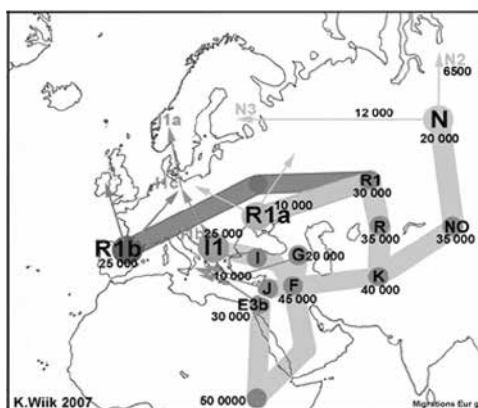 N2
6500
N3
12 000
N
20 000
I1a
I1c
R1
30 000
10 000
R1a
25 000
I1b
I1
R1b
25 000
R
35 000
NO
35 000
I
G
20 000
10 000
J
F
45 000
K
40 000
E3b
30 000
50 0000
K.Wiik 2007
Migrations Eur g